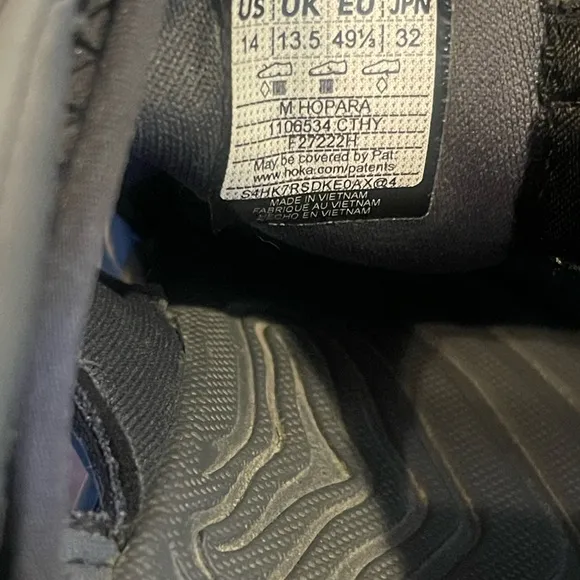 US UK EU JPN
14 13.5 49⅓ 32
M HOPARA
1106534 CTHY
F27222H
May be covered by Pat.
www.hoka.com/patents
S4HK7RSDKE0AX@4
MADE IN VIETNAM
FABRIQUE AU VIETNAM
HECHO EN VIETNAM